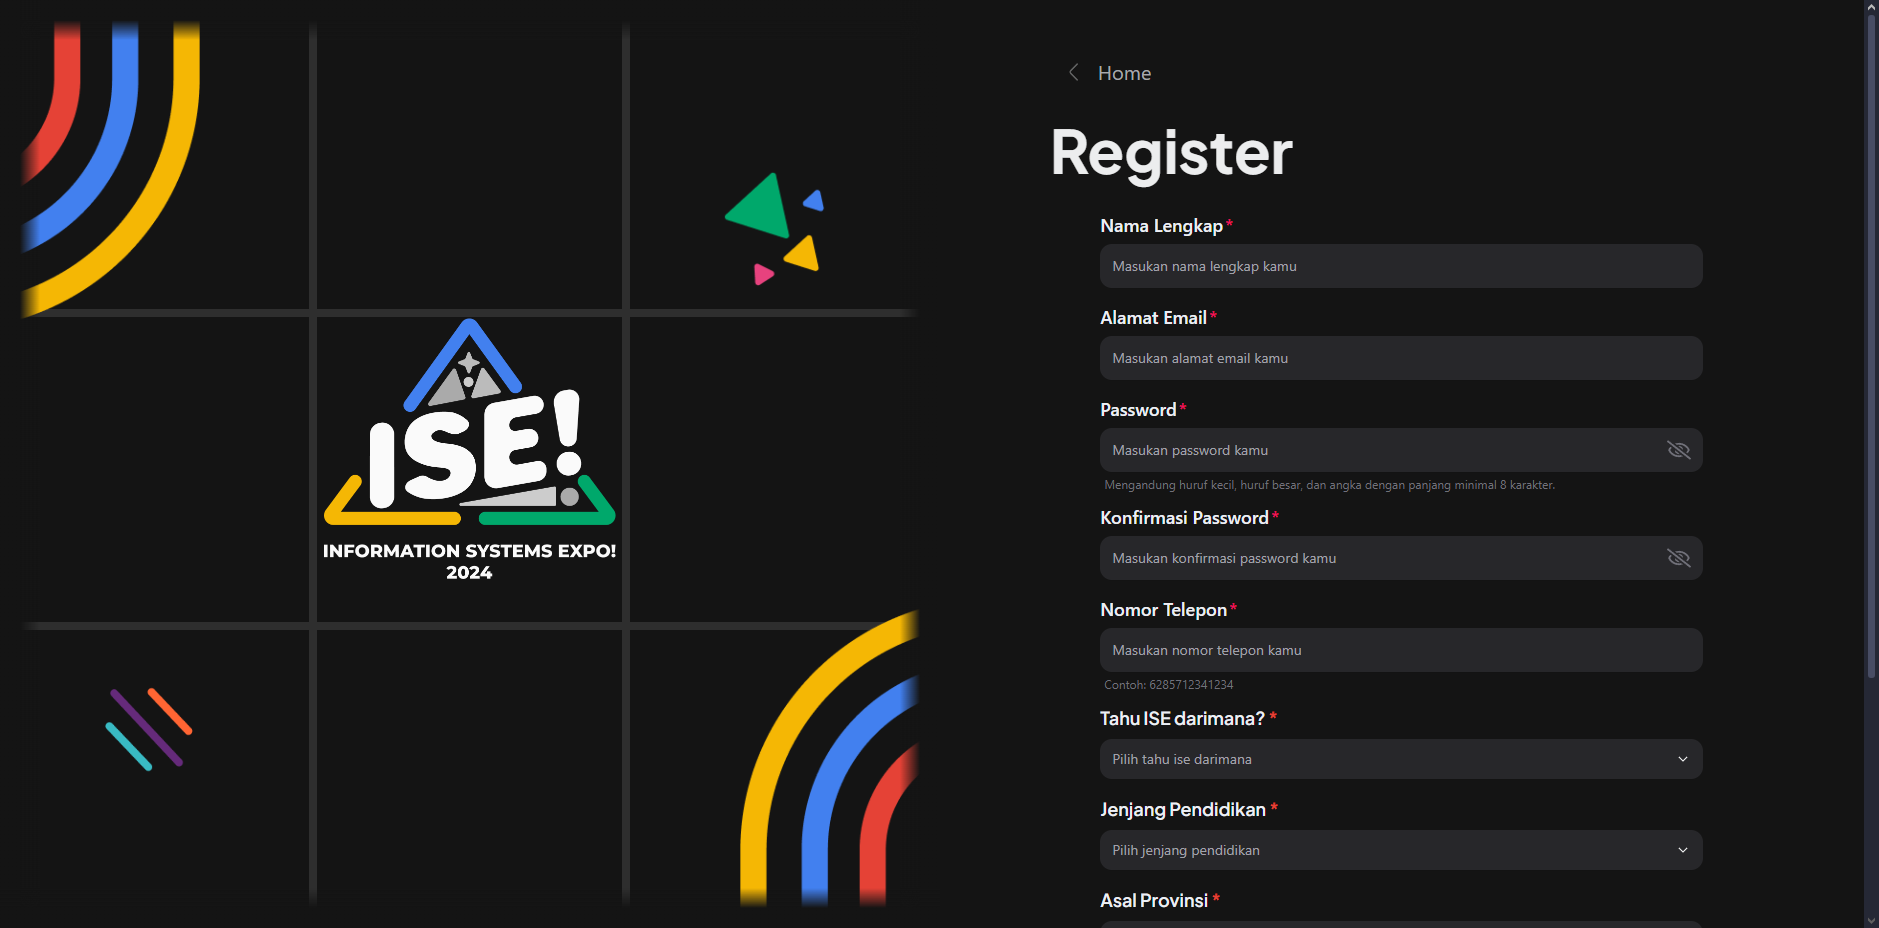 ISE!
INFORMATION SYSTEMS EXPO!
2024
Home
Register
Nama Lengkap*
Masukan nama lengkap kamu
Alamat Email*
Masukan alamat email kamu
Password*
Masukan password kamu
Mengandung huruf kecil, huruf besar, dan angka dengan panjang minimal 8 karakter.
Konfirmasi Password*
Masukan konfirmasi password kamu
Nomor Telepon*
Masukan nomor telepon kamu
Contoh: 6285712341234
Tahu ISE darimana? *
Pilih tahu ise darimana
Jenjang Pendidikan *
Pilih jenjang pendidikan
Asal Provinsi *